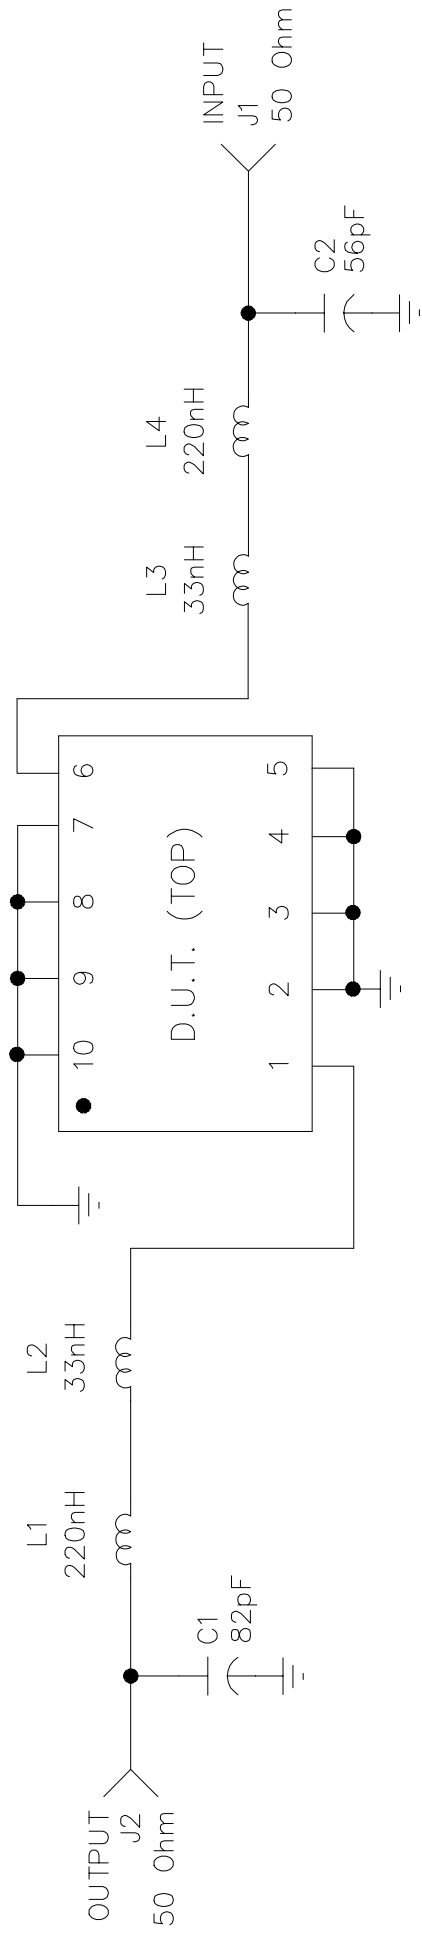 OUTPUT
J2
50 Ohm
C1
82pF
L1
220nH
L2
33nH
10
9
8
7
6
D.U.T. (TOP)
1
2
3
4
5
L3
33nH
L4
220nH
C2
56pF
INPUT
J1
50 Ohm